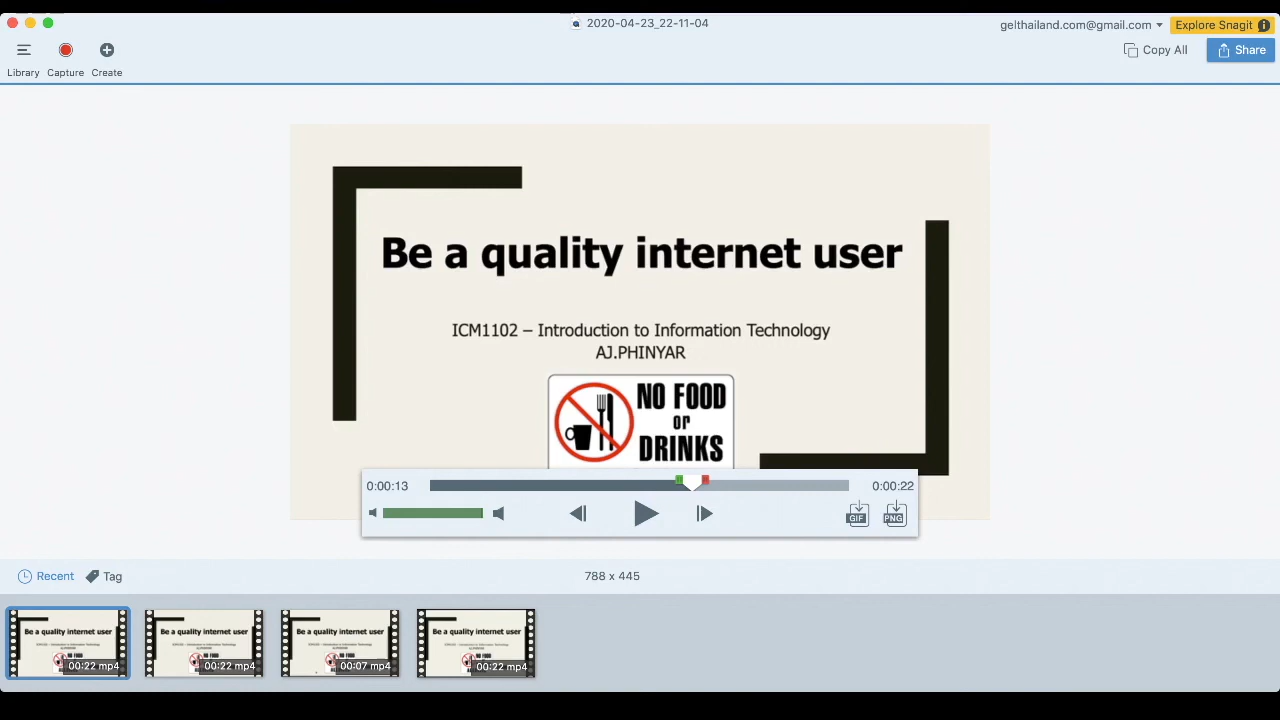 2020-04-23_22-11-04
gelthailand.com@gmail.com
Explore Snagit
Library
Capture
Create
Copy All
Share
Be a quality internet user
ICM1102 – Introduction to Information Technology
AJ.PHINYAR
NO FOOD
or
DRINKS
0:00:13
0:00:22
GIF
PNG
Recent
Tag
788 x 445
Be a quality internet user
00:22 mp4
Be a quality internet user
00:22 mp4
Be a quality internet user
00:07 mp4
Be a quality internet user
00:22 mp4